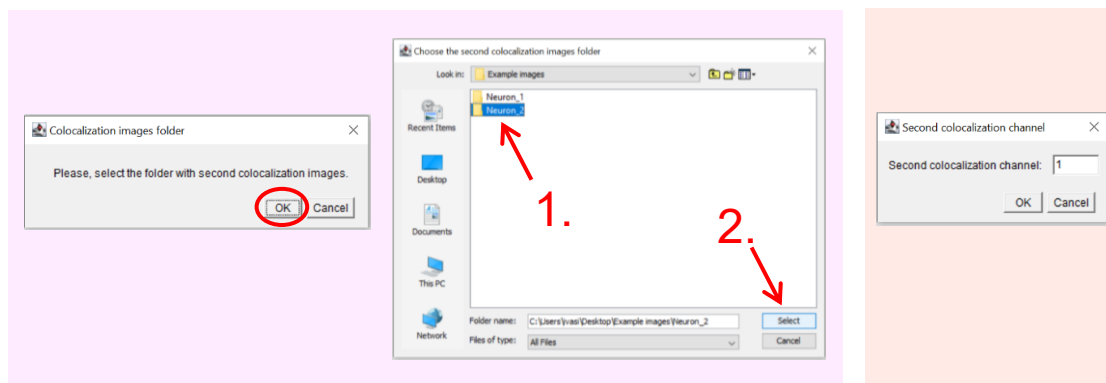 Colocalization images folder
Please, select the folder with second colocalization images.
OK Cancel
Choose the second colocalization images folder
Look in: Example images
Neuron_1
Neuron_2
Recent Items
Desktop
Documents
This PC
Network
1.
2.
Folder name: C:\Users\ivasi\Desktop\Example images\Neuron_2 Select
Files of type: All Files Cancel
Second colocalization channel
Second colocalization channel: 1
OK Cancel